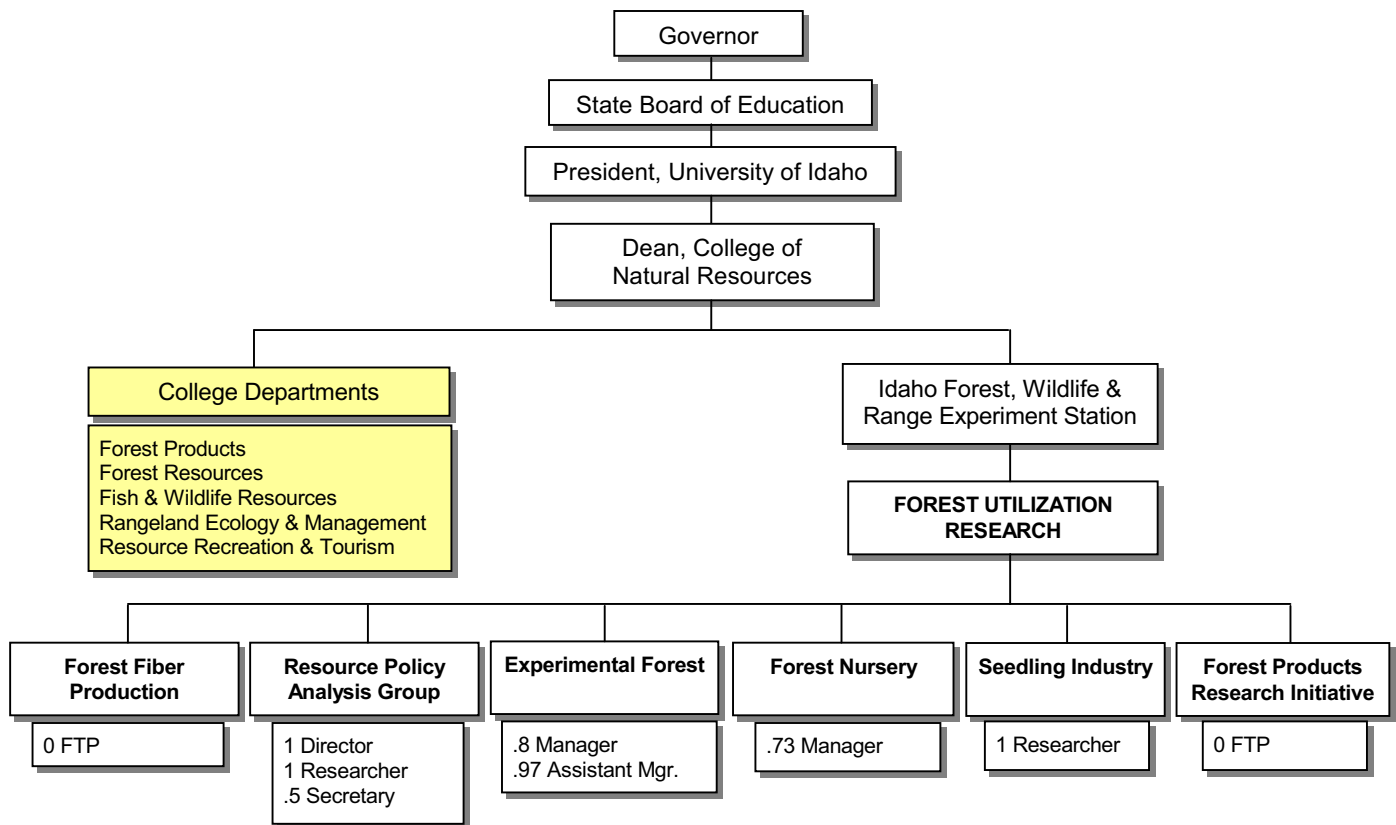 Governor
State Board of Education
President, University of Idaho
Dean, College of
Natural Resources
College Departments
Forest Products
Forest Resources
Fish & Wildlife Resources
Rangeland Ecology & Management
Resource Recreation & Tourism
Idaho Forest, Wildlife &
Range Experiment Station
FOREST UTILIZATION
RESEARCH
Forest Fiber
Production
0 FTP
Resource Policy
Analysis Group
1 Director
1 Researcher
.5 Secretary
Experimental Forest
.8 Manager
.97 Assistant Mgr.
Forest Nursery
.73 Manager
Seedling Industry
1 Researcher
Forest Products
Research Initiative
0 FTP